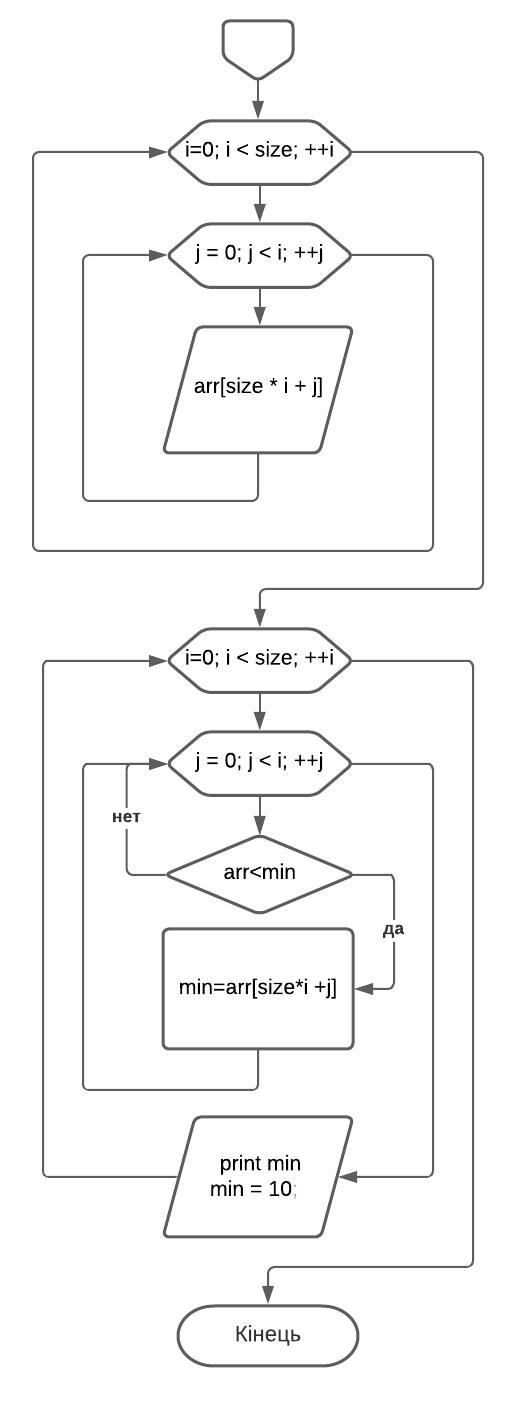 i=0; i < size; ++i
j = 0; j < i; ++j
arr[size * i + j]
i=0; i < size; ++i
j = 0; j < i; ++j
нет
arr<min
да
min=arr[size*i +j]
print min
min = 10;
Кінець